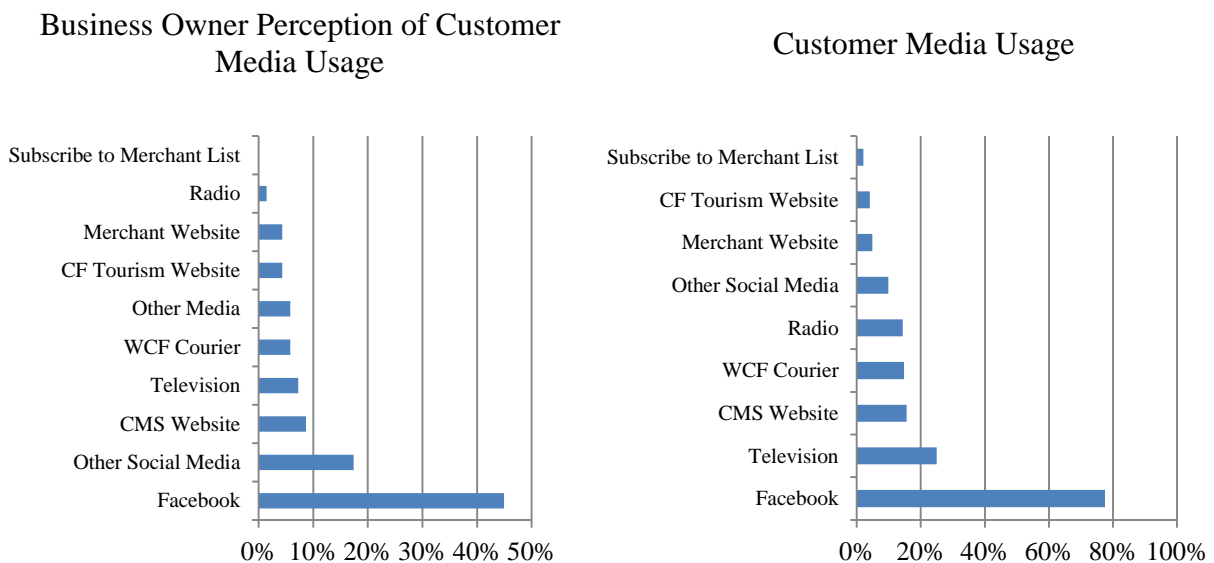 Business Owner Perception of Customer
Media Usage
Subscribe to Merchant List
Radio
Merchant Website
CF Tourism Website
Other Media
WCF Courier
Television
CMS Website
Other Social Media
Facebook
0% 10% 20% 30% 40% 50%
Customer Media Usage
Subscribe to Merchant List
CF Tourism Website
Merchant Website
Other Social Media
Radio
WCF Courier
CMS Website
Television
Facebook
0% 20% 40% 60% 80% 100%